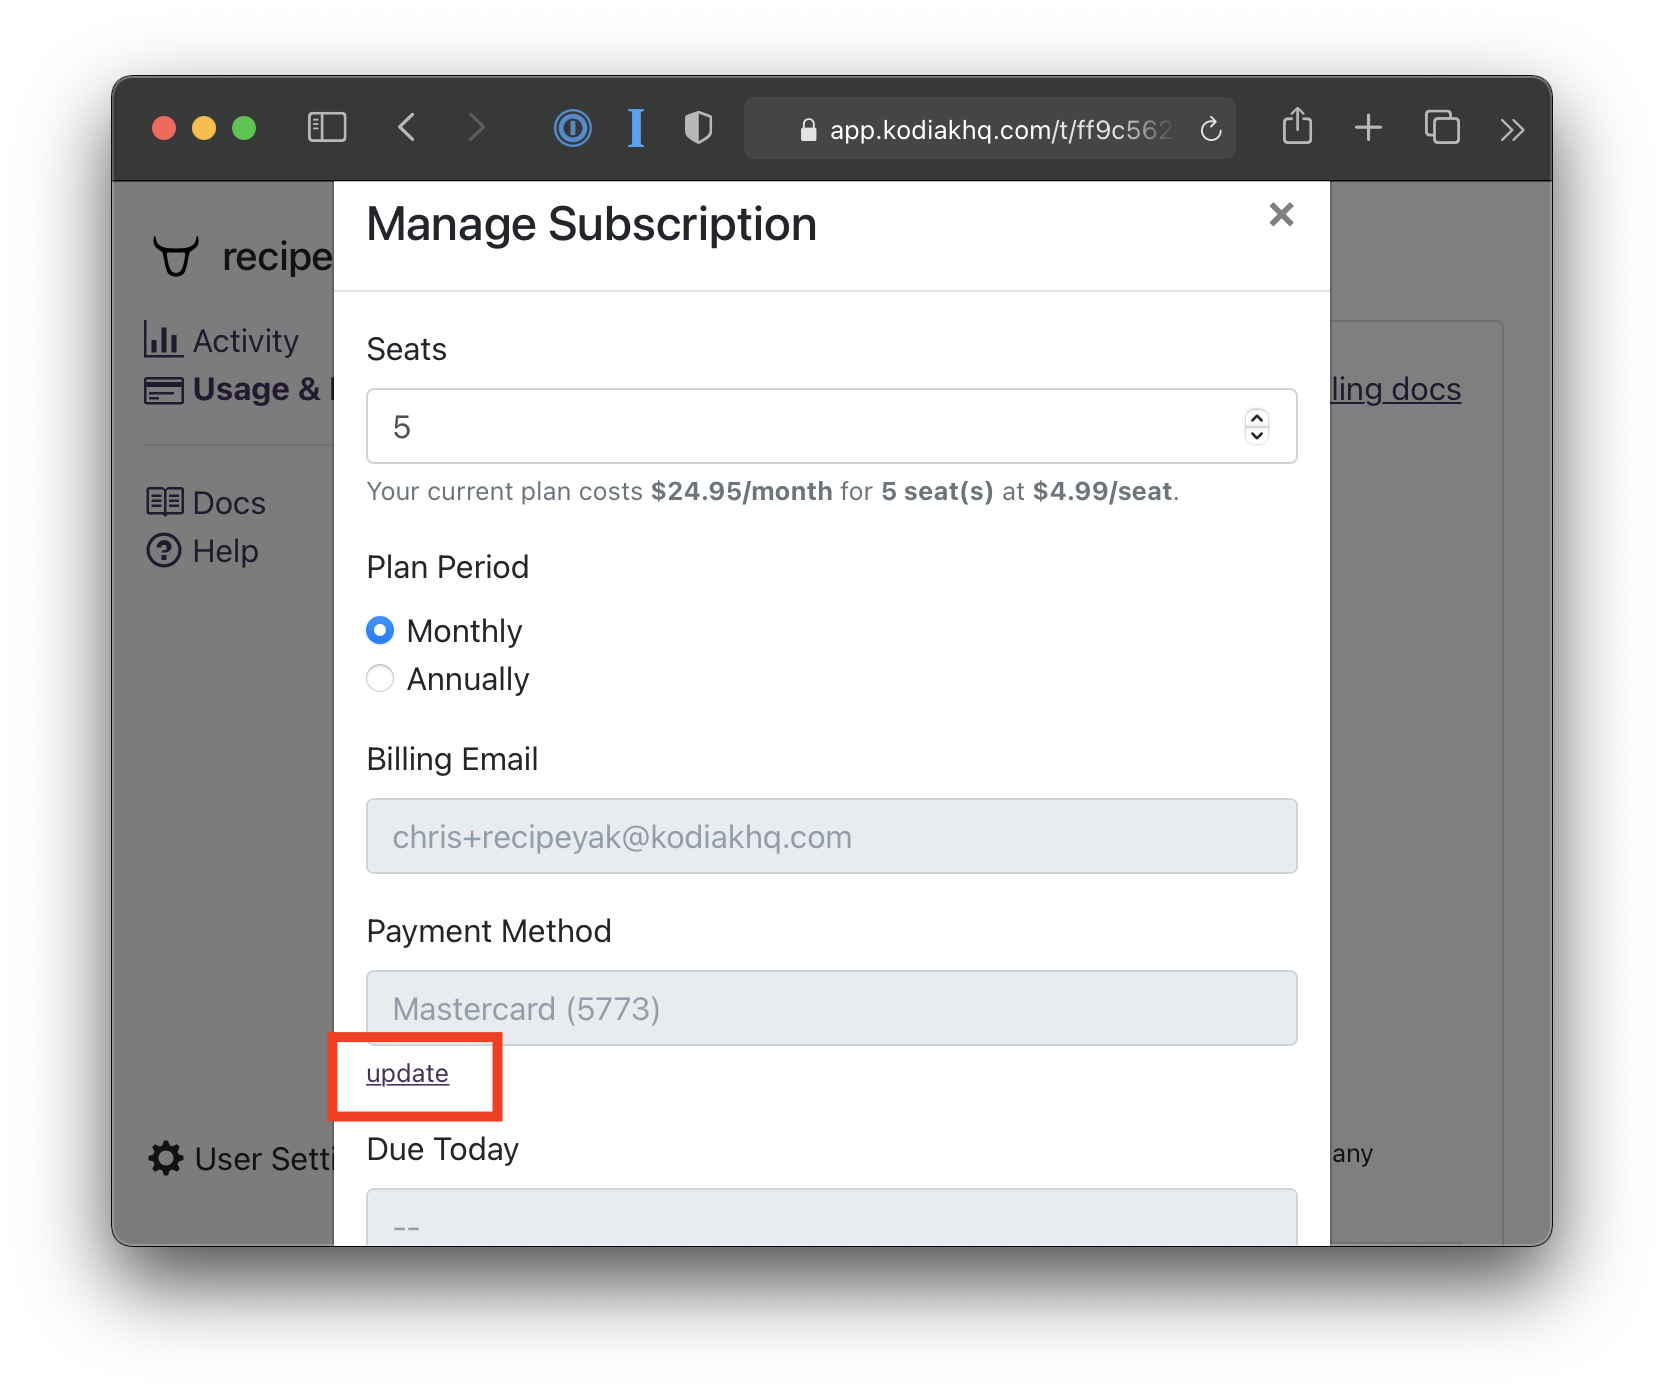 app.kodiakhq.com/t/ff9c562
Manage Subscription
recipe
Activity
Usage &
Docs
Help
User Setti
Seats
5
Your current plan costs $24.95/month for 5 seat(s) at $4.99/seat.
Plan Period
Monthly
Annually
Billing Email
chris+recipeyak@kodiakhq.com
Payment Method
Mastercard (5773)
update
Due Today
--
ling docs
any